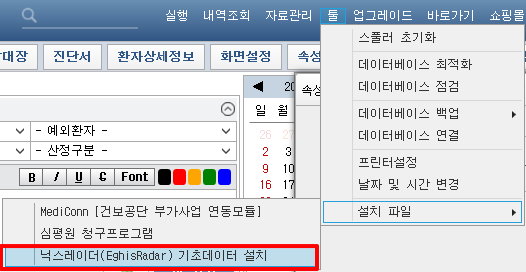 실행 내역조회 자료관리 툴 업그레이드 바로가기 쇼핑몰
대장 진단서 환자상세정보 화면설정 속성
스풀러 초기화
데이터베이스 최적화
데이터베이스 점검
데이터베이스 백업
데이터베이스 연결
프린터설정
날짜 및 시간 변경
설치 파일
20
속성
일 월
- 예외환자 -
- 산정구분 -
26 27
2 3
9 10
16 17
23 24
B I U C Font
MediConn [건보공단 부가사업 연동모듈]
심평원 청구프로그램
닉스레이더(EghisRadar) 기초데이터 설치